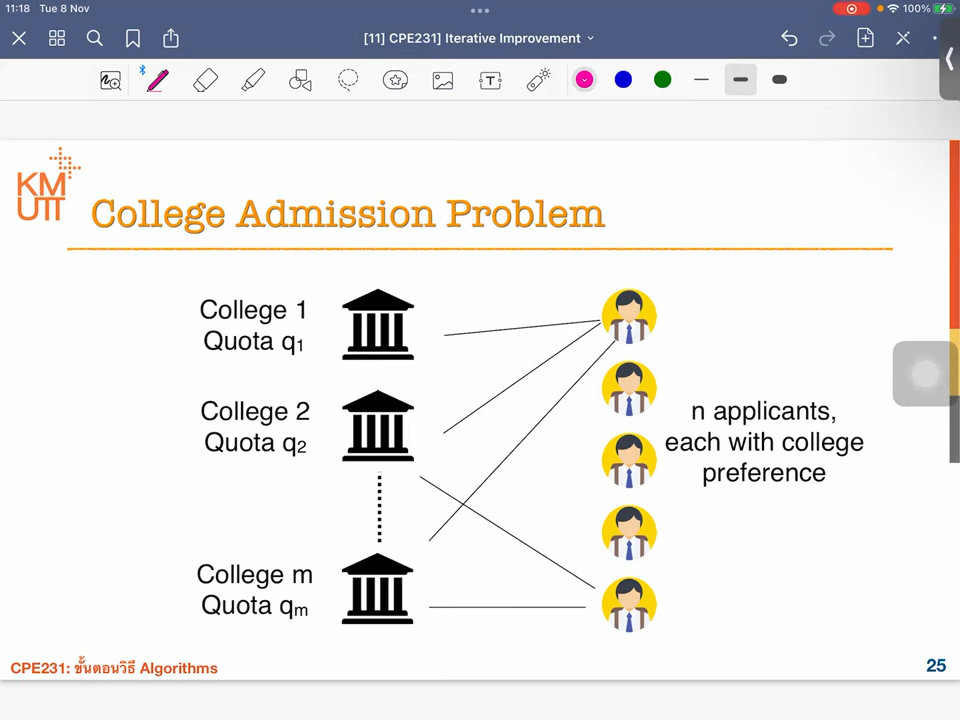 11:18 Tue 8 Nov
100%
[11] CPE231] Iterative Improvement
T
KM
UTT
College Admission Problem
College 1
Quota q1
College 2
Quota q2
n applicants,
each with college
preference
College m
Quota qm
CPE231: ขั้นตอนวิธี Algorithms
25